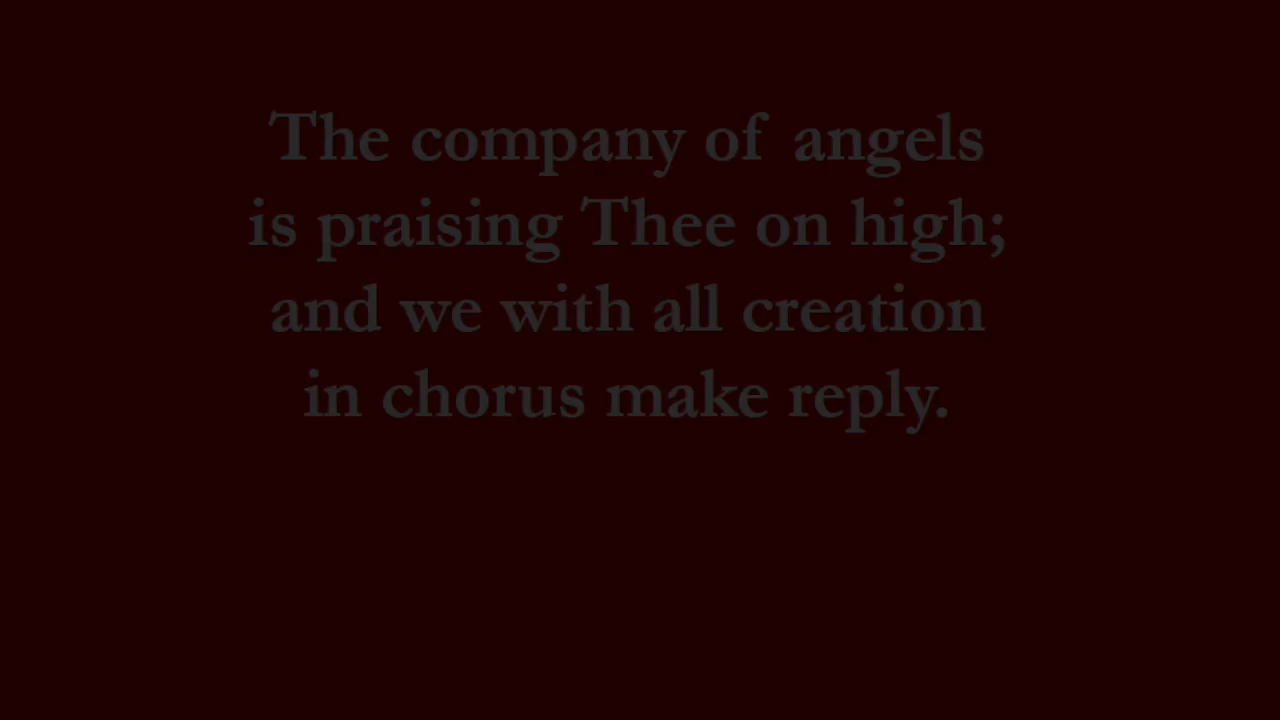 The company of angels
is praising Thee on high;
and we with all creation
in chorus make reply.